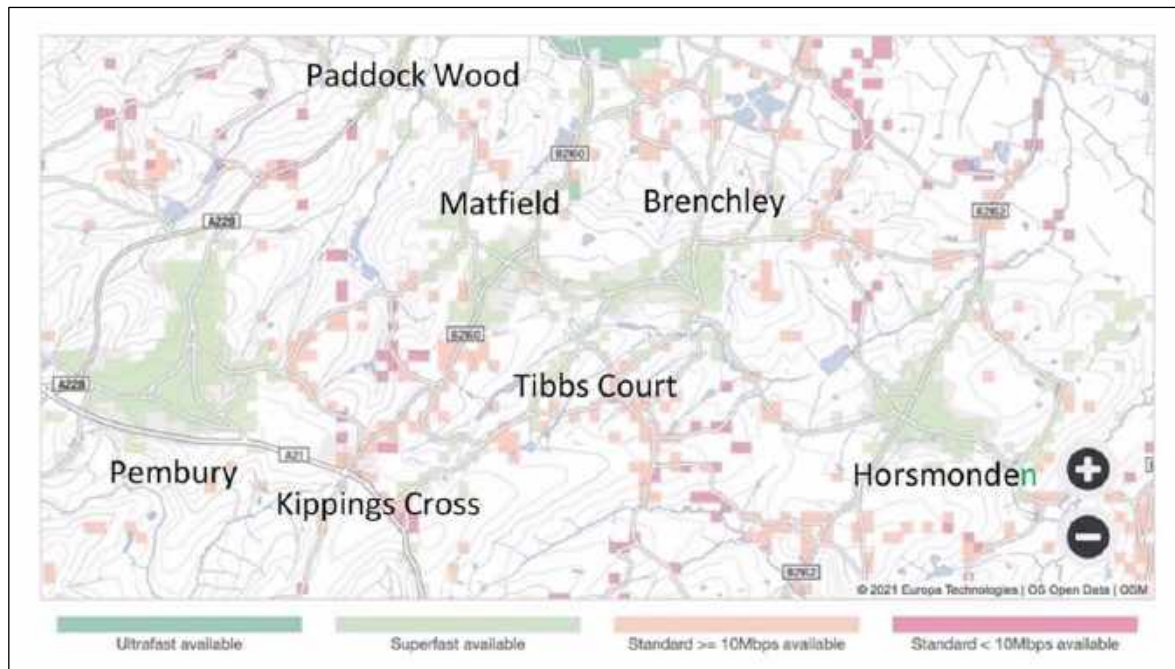 Paddock Wood
B2160
Matfield
Brenchley
A228
B2162
B2160
A228
Tibbs Court
A21
Pembury
Kippings Cross
Horsmonden
B2162
© 2021 Europa Technologies | OS Open Data | OSM
Ultrafast available
Superfast available
Standard >= 10Mbps available
Standard < 10Mbps available